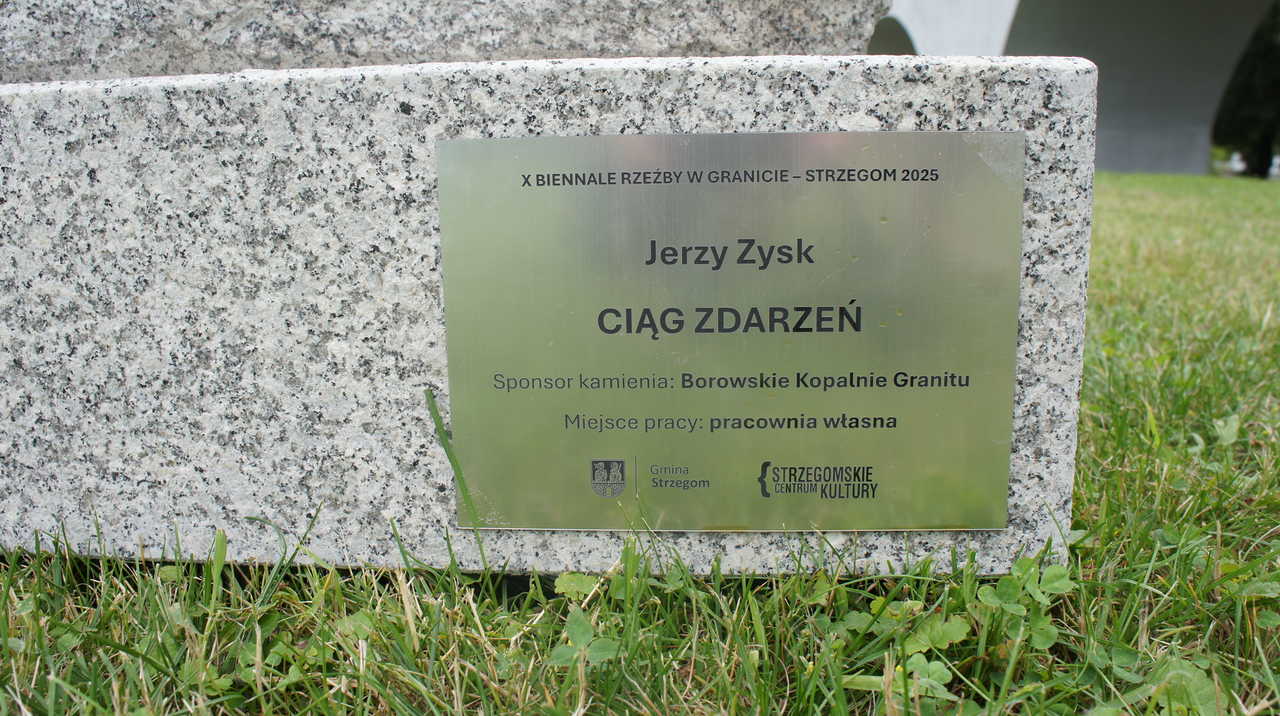 X BIENNALE RZEŹBY W GRANICIE – STRZEGOM 2025
Jerzy Zysk
CIĄG ZDARZEŃ
Sponsor kamienia: Borowskie Kopalnie Granitu
Miejsce pracy: pracownia własna
Gmina
Strzegom
STRZEGOMSKIE
CENTRUM KULTURY